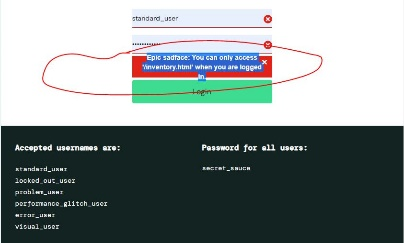 standard_user
••••••••••••
Epic sadface: You can only access
'/inventory.html' when you are logged
in.
Login
Accepted usernames are:
standard_user
locked_out_user
problem_user
performance_glitch_user
error_user
visual_user
Password for all users:
secret_sauce